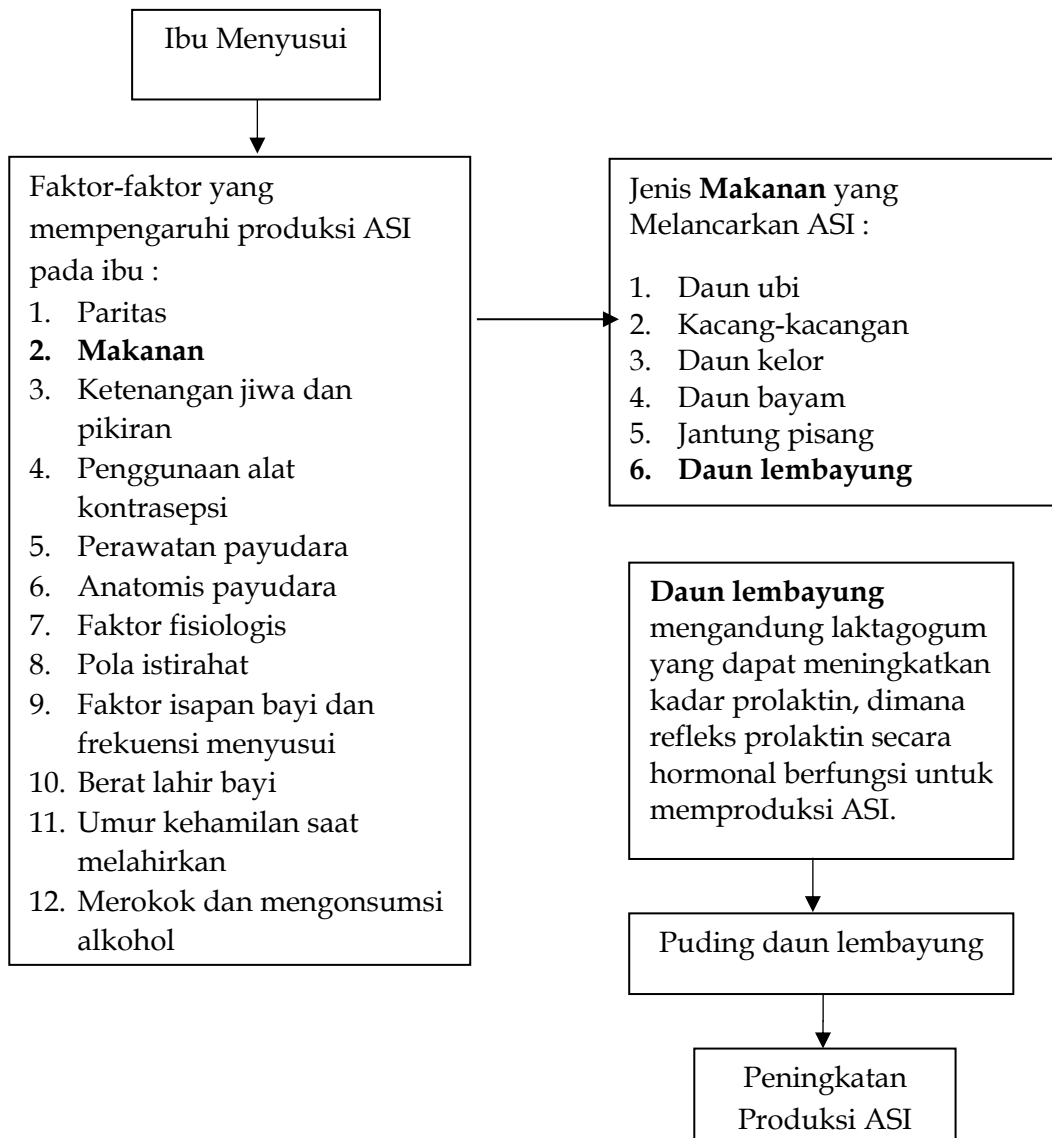 Ibu Menyusui
Faktor-faktor yang
mempengaruhi produksi ASI
pada ibu :
1. Paritas
2. Makanan
3. Ketenangan jiwa dan
pikiran
4. Penggunaan alat
kontrasepsi
5. Perawatan payudara
6. Anatomis payudara
7. Faktor fisiologis
8. Pola istirahat
9. Faktor isapan bayi dan
frekuensi menyusui
10. Berat lahir bayi
11. Umur kehamilan saat
melahirkan
12. Merokok dan mengonsumsi
alkohol
Jenis Makanan yang
Melancarkan ASI :
1. Daun ubi
2. Kacang-kacangan
3. Daun kelor
4. Daun bayam
5. Jantung pisang
6. Daun lembayung
Daun lembayung
mengandung laktagogum
yang dapat meningkatkan
kadar prolaktin, dimana
refleks prolaktin secara
hormonal berfungsi untuk
memproduksi ASI.
Puding daun lembayung
Peningkatan
Produksi ASI